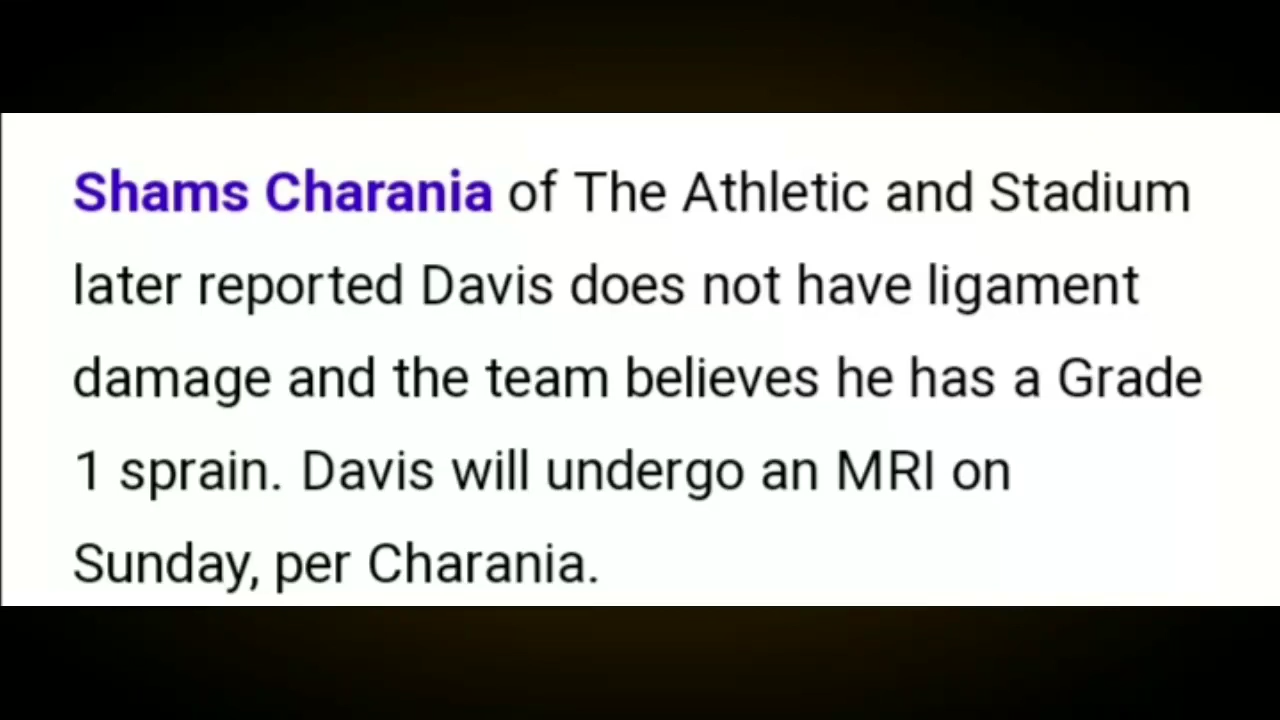 Shams Charania of The Athletic and Stadium
later reported Davis does not have ligament
damage and the team believes he has a Grade
1 sprain. Davis will undergo an MRI on
Sunday, per Charania.